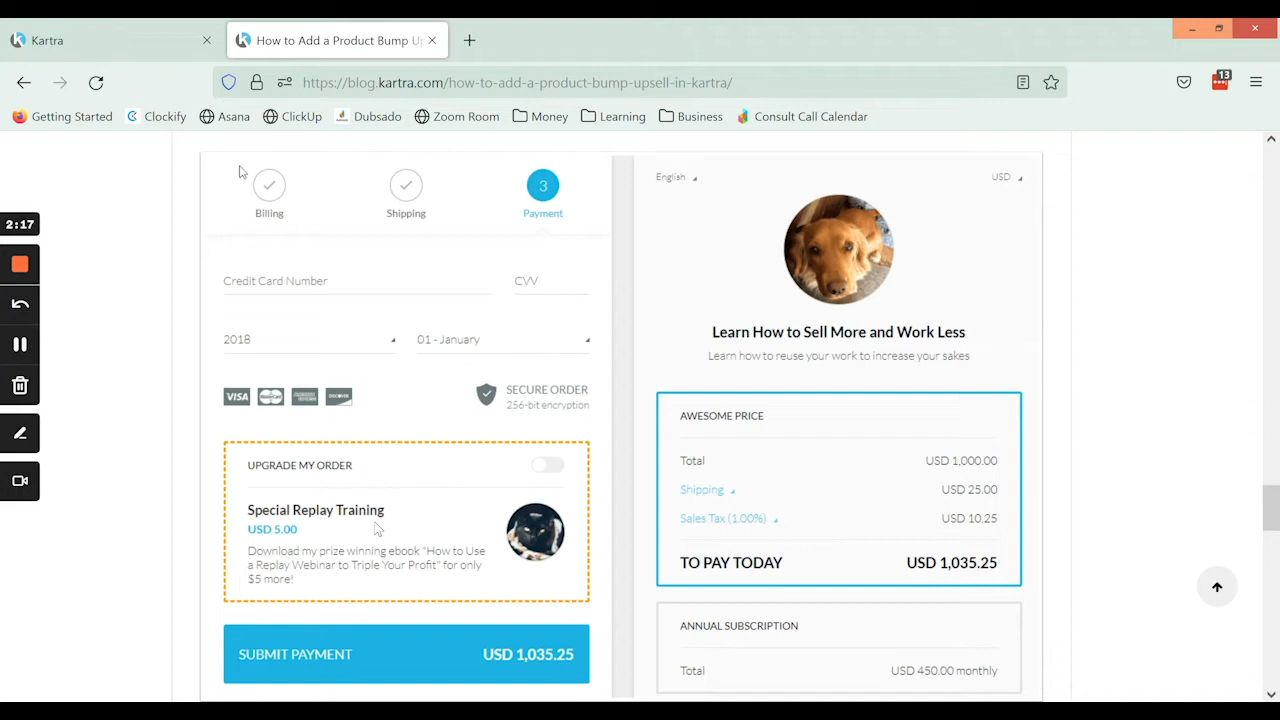 Kartra
How to Add a Product Bump Up
13
https://blog.kartra.com/how-to-add-a-product-bump-upsell-in-kartra/
Getting Started
Clockify
Asana
ClickUp
Dubsado
Zoom Room
Money
Learning
Business
Consult Call Calendar
2:17
Billing
Shipping
3
Payment
Credit Card Number
CVV
2018
01 - January
VISA
SECURE ORDER
256-bit encryption
UPGRADE MY ORDER
Special Replay Training
USD 5.00
Download my prize winning ebook "How to Use
a Replay Webinar to Triple Your Profit" for only
$5 more!
SUBMIT PAYMENT USD 1,035.25
English
USD
Learn How to Sell More and Work Less
Learn how to reuse your work to increase your sakes
AWESOME PRICE
Total USD 1,000.00
Shipping USD 25.00
Sales Tax (1.00%) USD 10.25
TO PAY TODAY USD 1,035.25
ANNUAL SUBSCRIPTION
Total USD 450.00 monthly